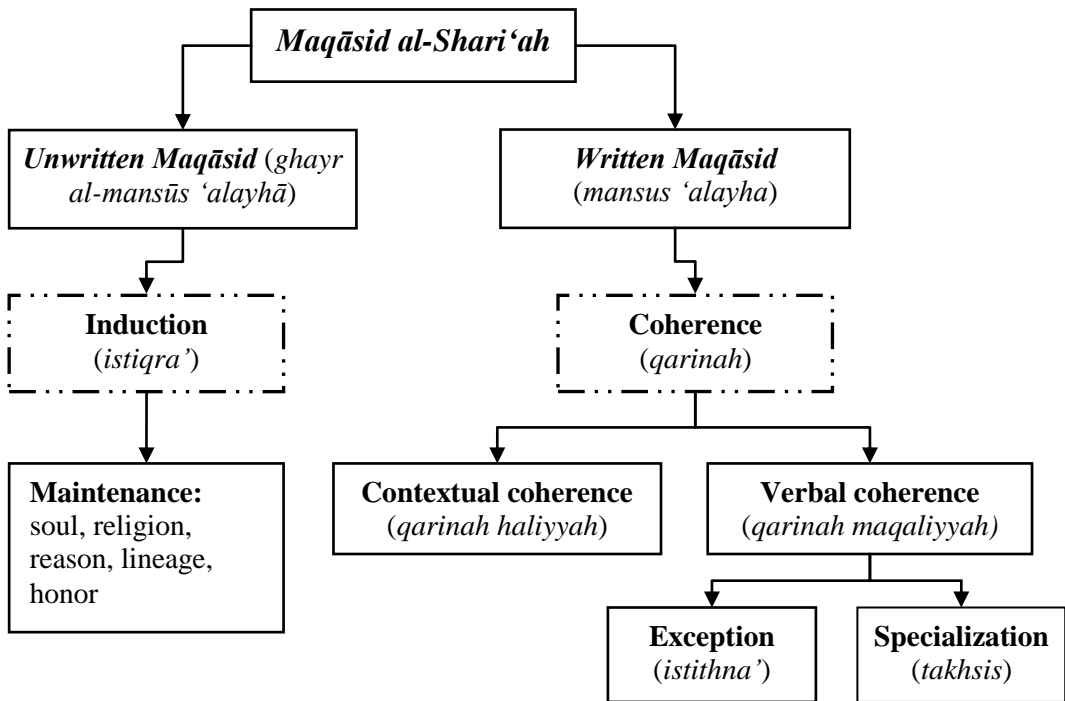 Maqāsid al-Shari‘ah
Unwritten Maqāsid (ghayr
al-mansūs ‘alayhā)
Written Maqāsid
(mansus ‘alayha)
Induction
(istiqra’)
Coherence
(qarinah)
Maintenance:
soul, religion,
reason, lineage,
honor
Contextual coherence
(qarinah haliyyah)
Verbal coherence
(qarinah maqaliyyah)
Exception
(istithna’)
Specialization
(takhsis)